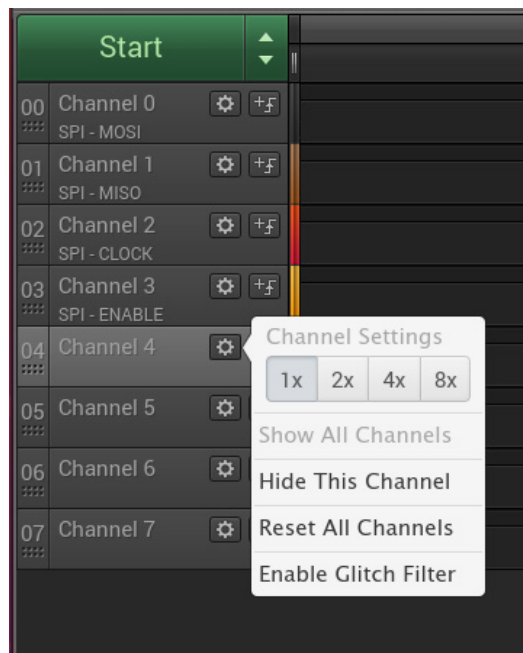 Start
00 Channel 0
SPI - MOSI
01 Channel 1
SPI - MISO
02 Channel 2
SPI - CLOCK
03 Channel 3
SPI - ENABLE
04 Channel 4
05 Channel 5
06 Channel 6
07 Channel 7
Channel Settings
1x 2x 4x 8x
Show All Channels
Hide This Channel
Reset All Channels
Enable Glitch Filter